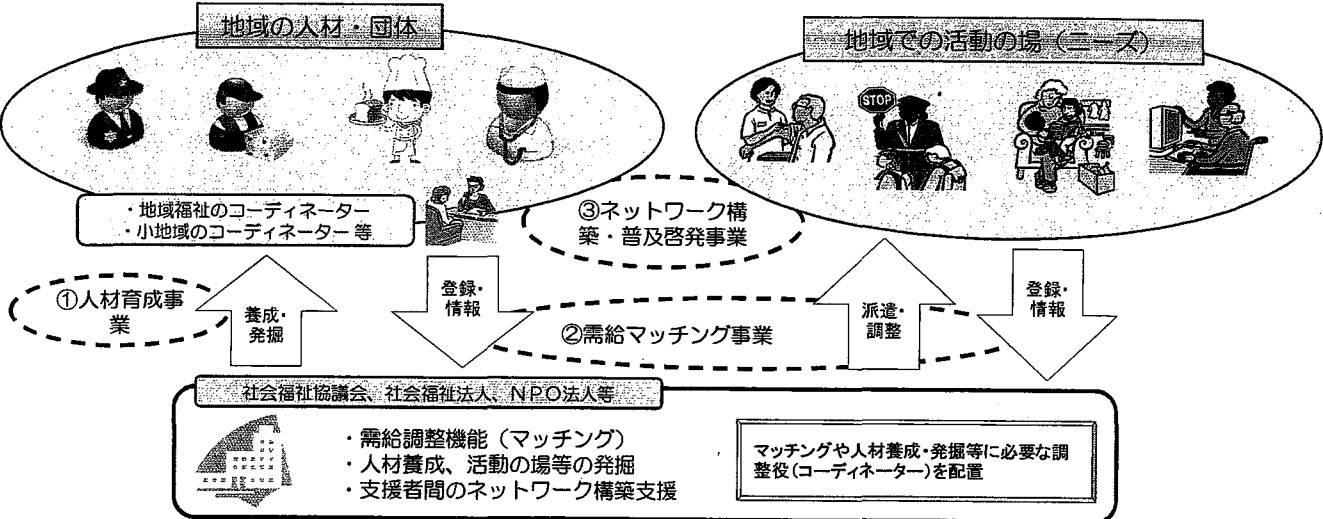 地域の人材・団体
地域での活動の場（ニーズ）
STOP
・地域福祉のコーディネーター
・小地域のコーディネーター 等
③ネットワーク構
築・普及啓発事業
①人材育成事
業
養成・
発掘
登録・
情報
②需給マッチング事業
派遣・
調整
登録・
情報
社会福祉協議会、社会福祉法人、NPO法人等
・需給調整機能（マッチング）
・人材養成、活動の場等の発掘
・支援者間のネットワーク構築支援
マッチングや人材養成・発掘等に必要な調
整役(コーディネーター)を配置